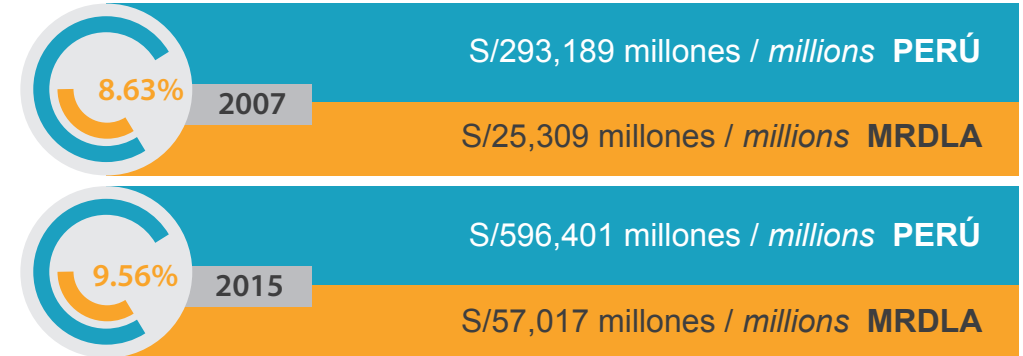 S/293,189 millones / millions PERÚ
8.63%
2007
S/25,309 millones / millions MRDLA
S/596,401 millones / millions PERÚ
9.56%
2015
S/57,017 millones / millions MRDLA